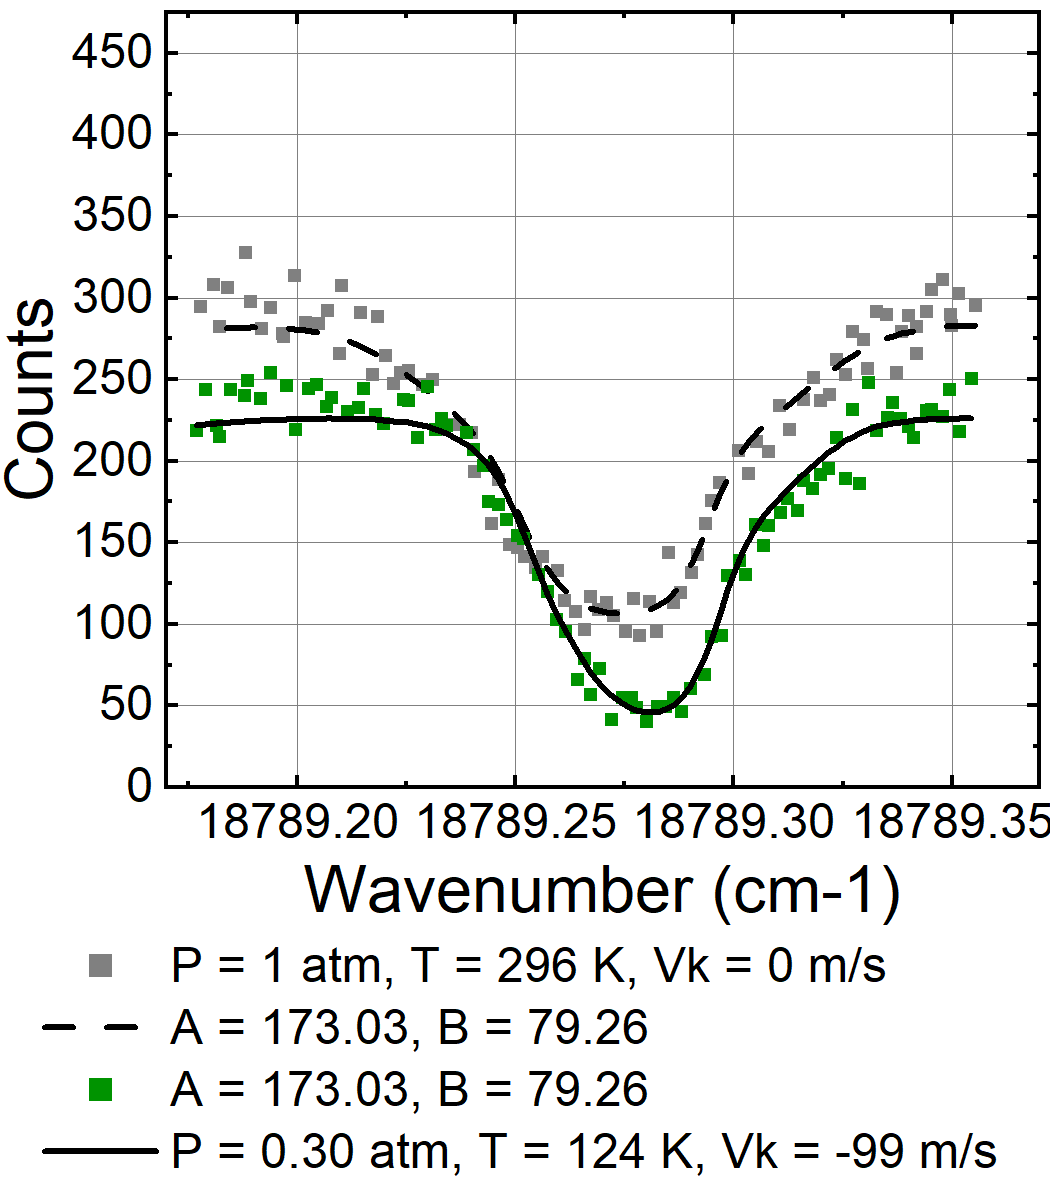 450
400
350
300
250
200
150
100
50
0
Counts
18789.20 18789.25 18789.30 18789.35
Wavenumber (cm-1)
P = 1 atm, T = 296 K, Vk = 0 m/s
A = 173.03, B = 79.26
A = 173.03, B = 79.26
P = 0.30 atm, T = 124 K, Vk = -99 m/s